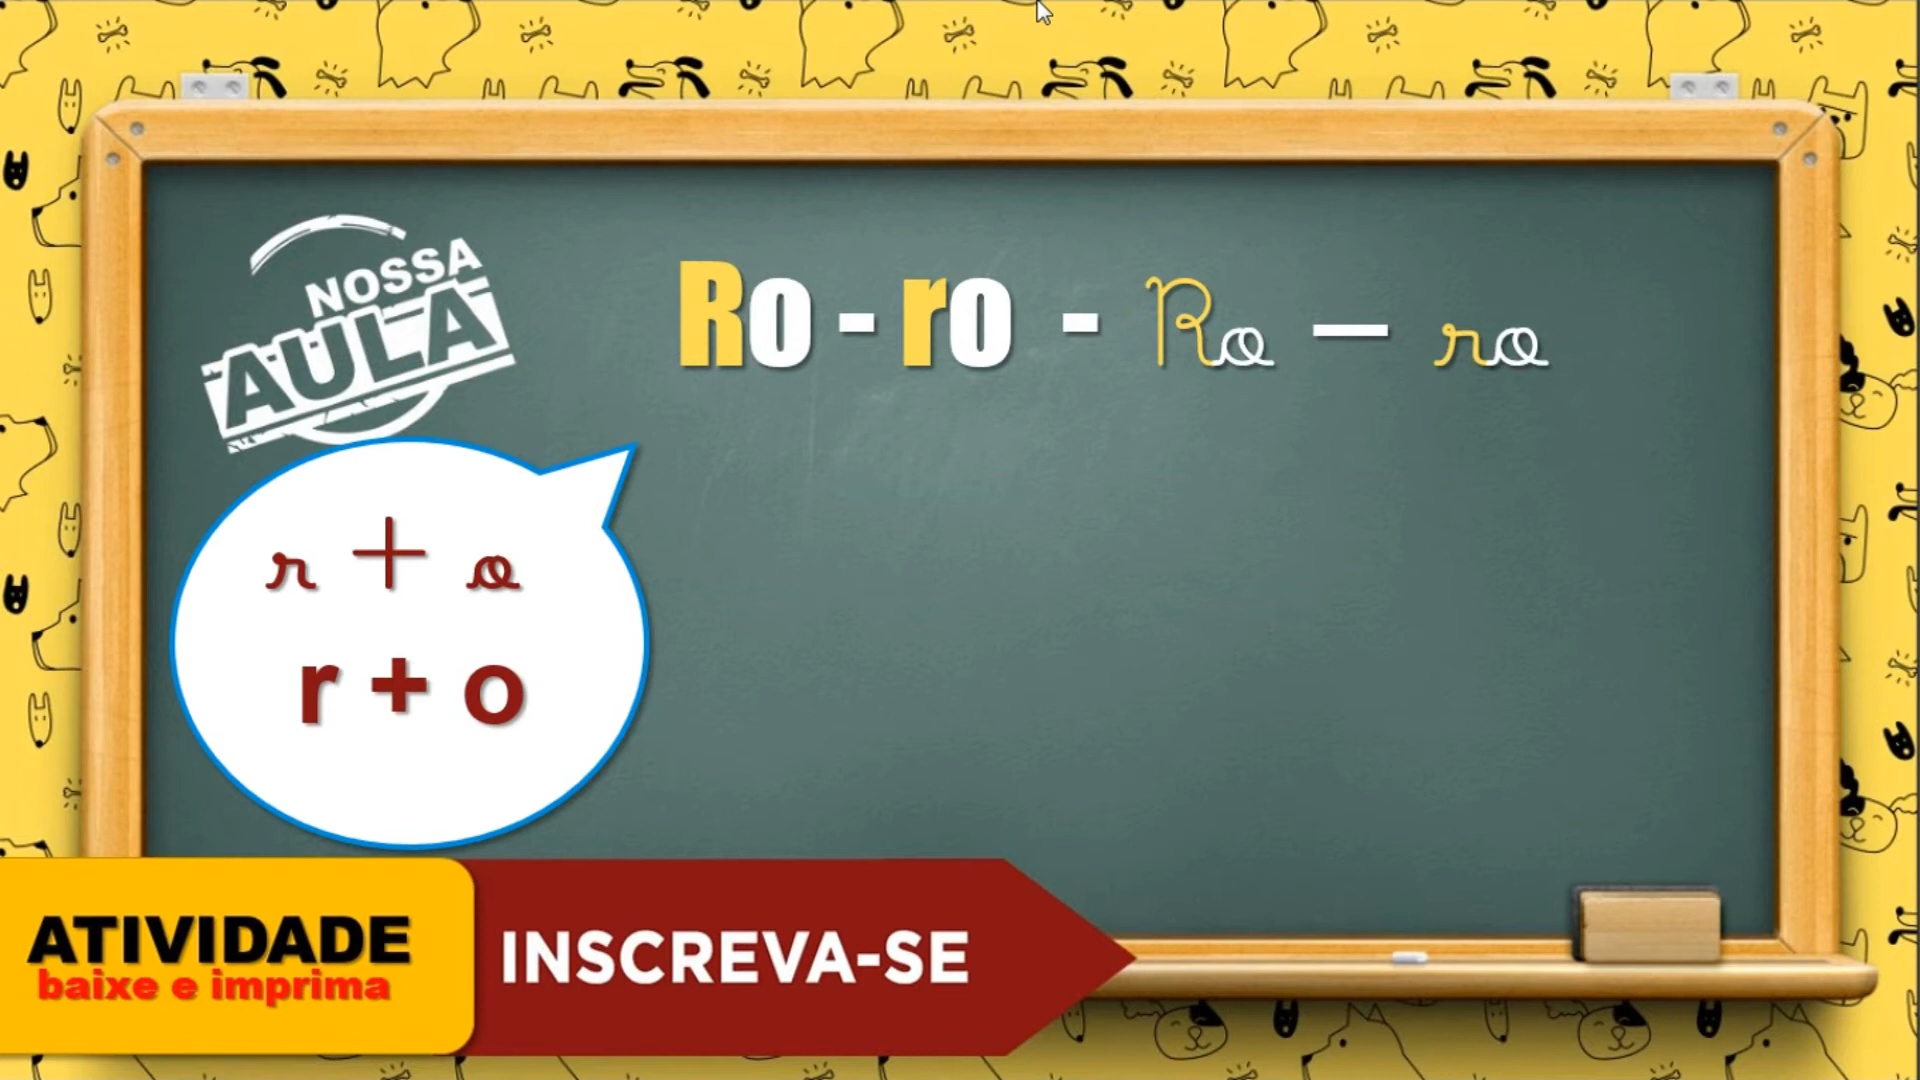 NOSSA
AULA
Ro - ro - Ro – ro
r + o
r + o
ATIVIDADE
baixe e imprima
INSCREVA-SE